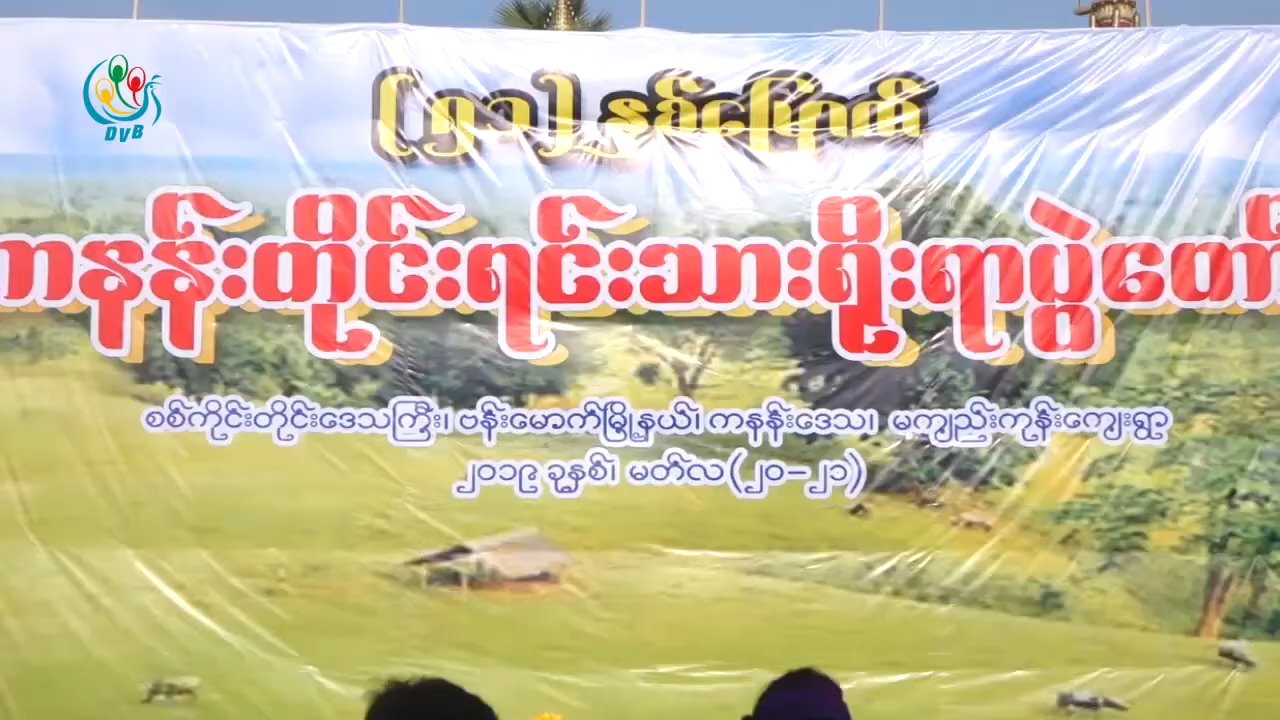 DVB
(၅၁) နှစ်မြောက်
ကနန်းတိုင်းရင်းသားရိုးရာပွဲတော်
စစ်ကိုင်းတိုင်းဒေသကြီး၊ ဗန်းမောက်မြို့နယ်၊ ကနန်းဒေသ၊ မကျည်းကုန်းကျေးရွာ
၂၀၁၉ ခုနှစ်၊ မတ်လ(၂၀–၂၁)